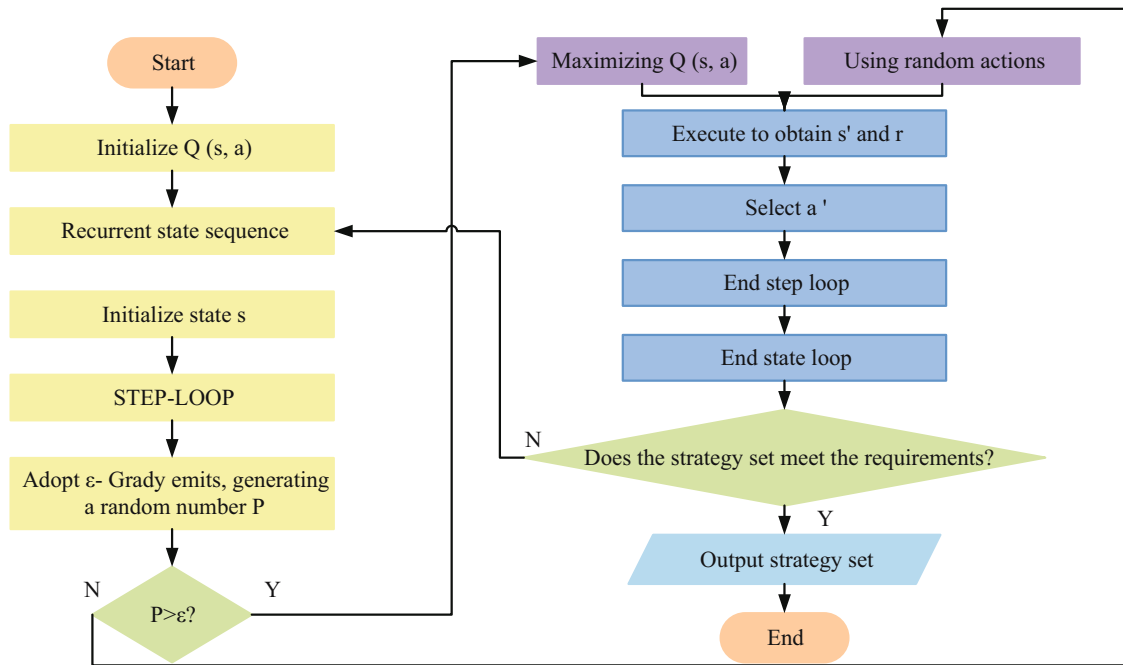 Start
Initialize Q (s, a)
Recurrent state sequence
Initialize state s
STEP-LOOP
Adopt ε- Grady emits, generating
a random number P
N
Y
P>ε?
Maximizing Q (s, a)
Using random actions
Execute to obtain s' and r
Select a '
End step loop
End state loop
N
Does the strategy set meet the requirements?
Y
Output strategy set
End